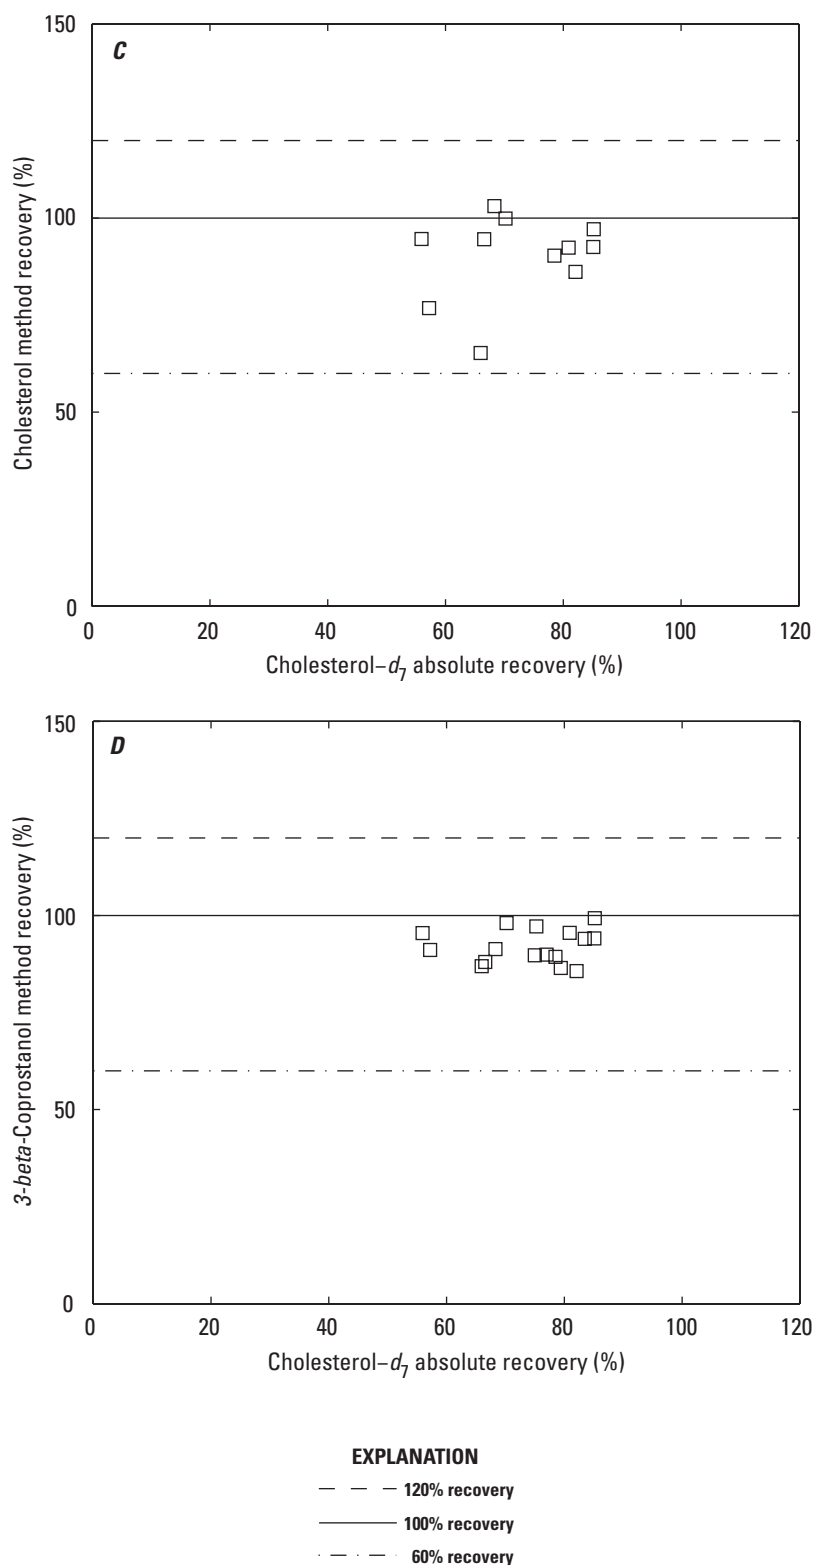 C
Cholesterol method recovery (%)
150
100
50
0
0 20 40 60 80 100 120
Cholesterol–d7 absolute recovery (%)
D
3-beta-Coprostanol method recovery (%)
150
100
50
0
0 20 40 60 80 100 120
Cholesterol–d7 absolute recovery (%)
EXPLANATION
120% recovery
100% recovery
60% recovery